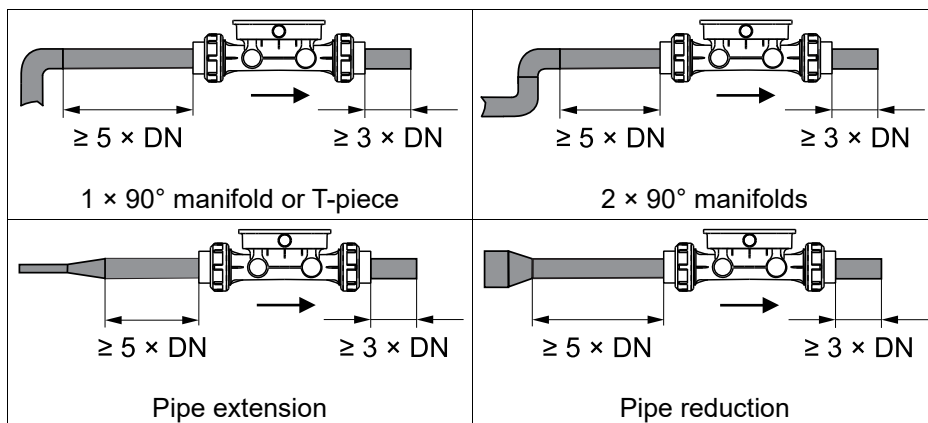 ≥ 5 × DN ≥ 3 × DN
1 × 90° manifold or T-piece
≥ 5 × DN ≥ 3 × DN
2 × 90° manifolds
≥ 5 × DN ≥ 3 × DN
Pipe extension
≥ 5 × DN ≥ 3 × DN
Pipe reduction